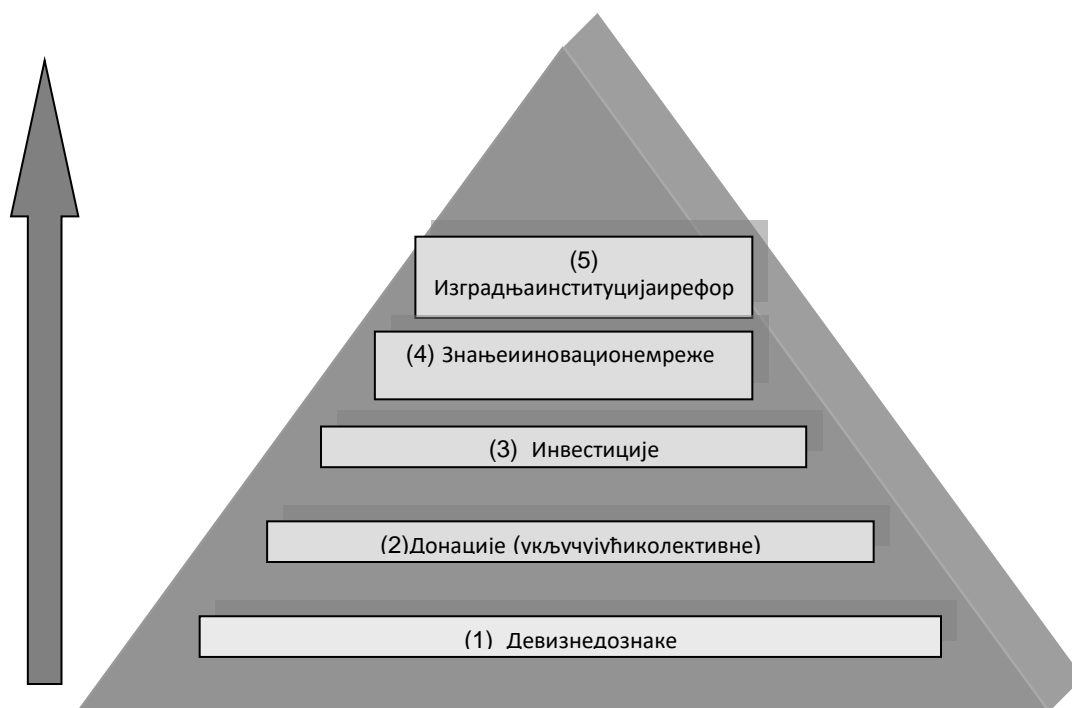 (5)
Изградњаинституцијаирефор
(4) Знањеииновационемреже
(3) Инвестиције
(2)Донације (укључујућиколективне)
(1) Девизнедознаке